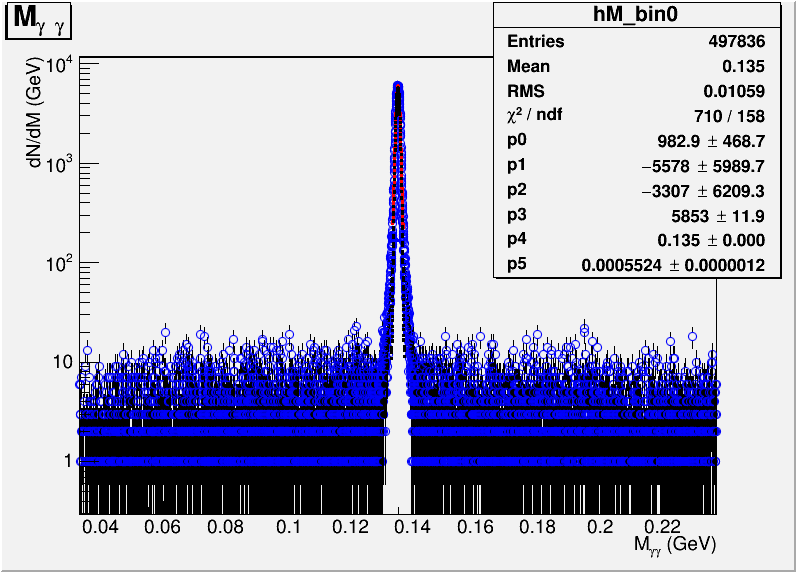 M γ γ
hM_bin0
Entries 497836
Mean 0.135
RMS 0.01059
χ² / ndf 710 / 158
p0 982.9 ± 468.7
p1 −5578 ± 5989.7
p2 −3307 ± 6209.3
p3 5853 ± 11.9
p4 0.135 ± 0.000
p5 0.0005524 ± 0.0000012
dN/dM (GeV)
10⁴
10³
10²
10
1
0.04 0.06 0.08 0.1 0.12 0.14 0.16 0.18 0.2 0.22
Mγγ (GeV)